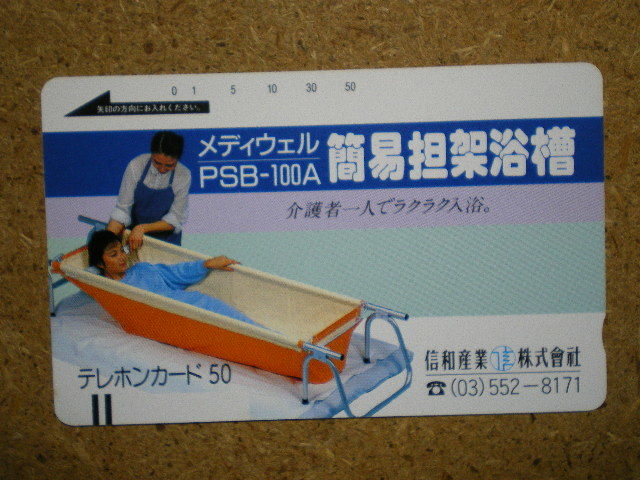 0 1 5 10 30 50
矢印の方向にお入れください。
メディウェル
PSB-100A
簡易担架浴槽
介護者一人でラクラク入浴。
信和産業 信 株式會社
☎(03)552-8171
テレホンカード 50